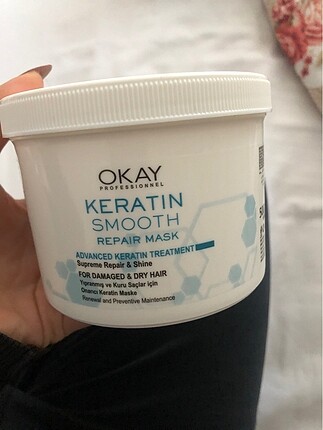 OKAY
PROFESSIONNEL
KERATIN
SMOOTH
REPAIR MASK
ADVANCED KERATIN TREATMENT
Supreme Repair & Shine
FOR DAMAGED & DRY HAIR
Yıpranmış ve Kuru Saçlar için
Onarıcı Keratin Maske
Renewal and Preventive Maintenance